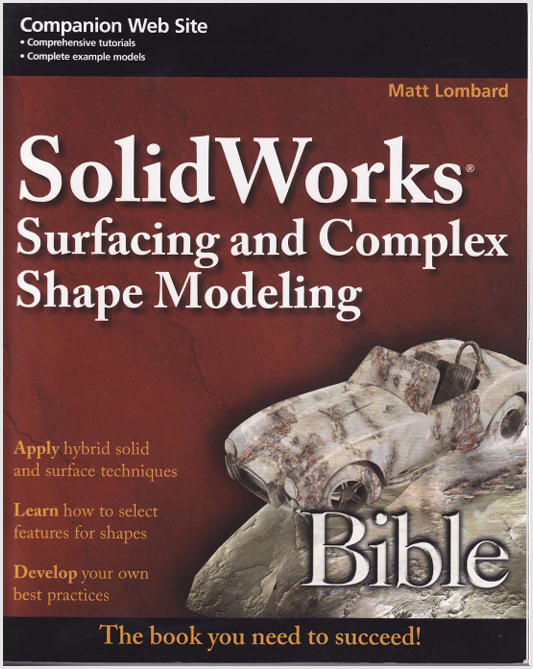 Companion Web Site
• Comprehensive tutorials
• Complete example models
Matt Lombard
SolidWorks®
Surfacing and Complex
Shape Modeling
Apply hybrid solid
and surface techniques
Learn how to select
features for shapes
Develop your own
best practices
Bible
The book you need to succeed!